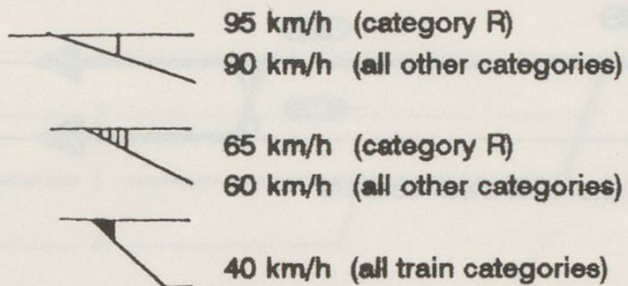 95 km/h (category R)
90 km/h (all other categories)
65 km/h (category R)
60 km/h (all other categories)
40 km/h (all train categories)